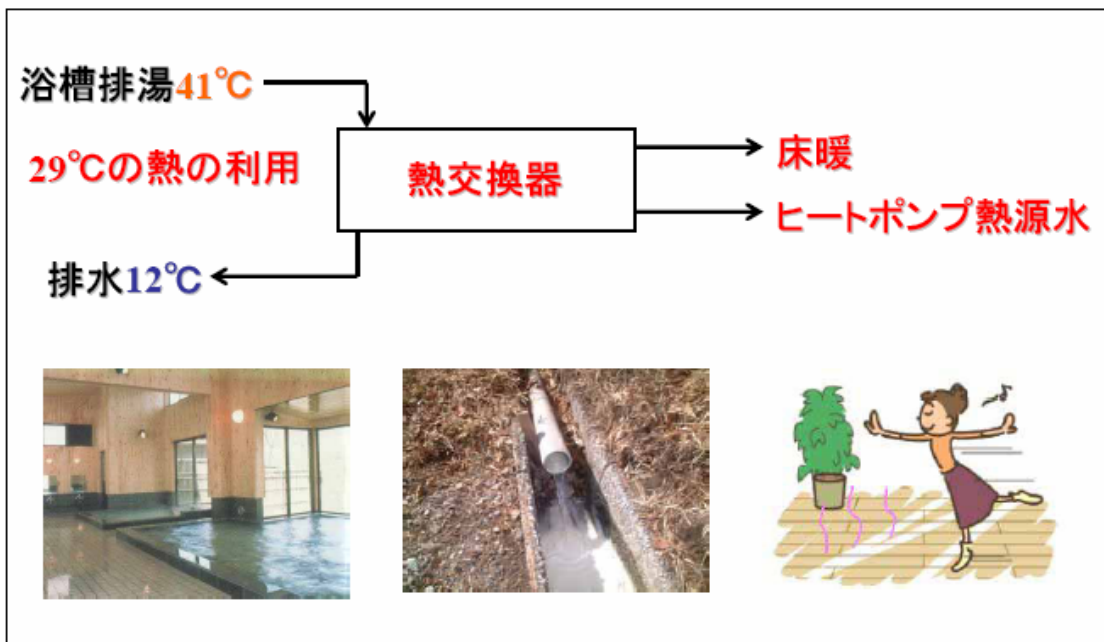 浴槽排湯41℃
29℃の熱の利用
熱交換器
床暖
ヒートポンプ熱源水
排水12℃